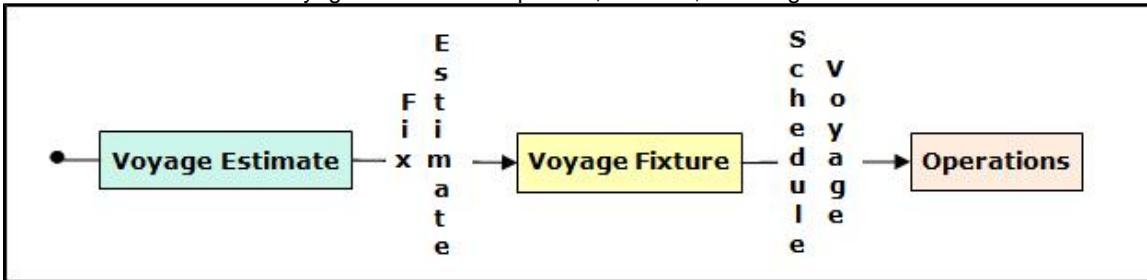 Voyage Estimate
Fix
Estimate
Voyage Fixture
Schedule
Voyage
Operations